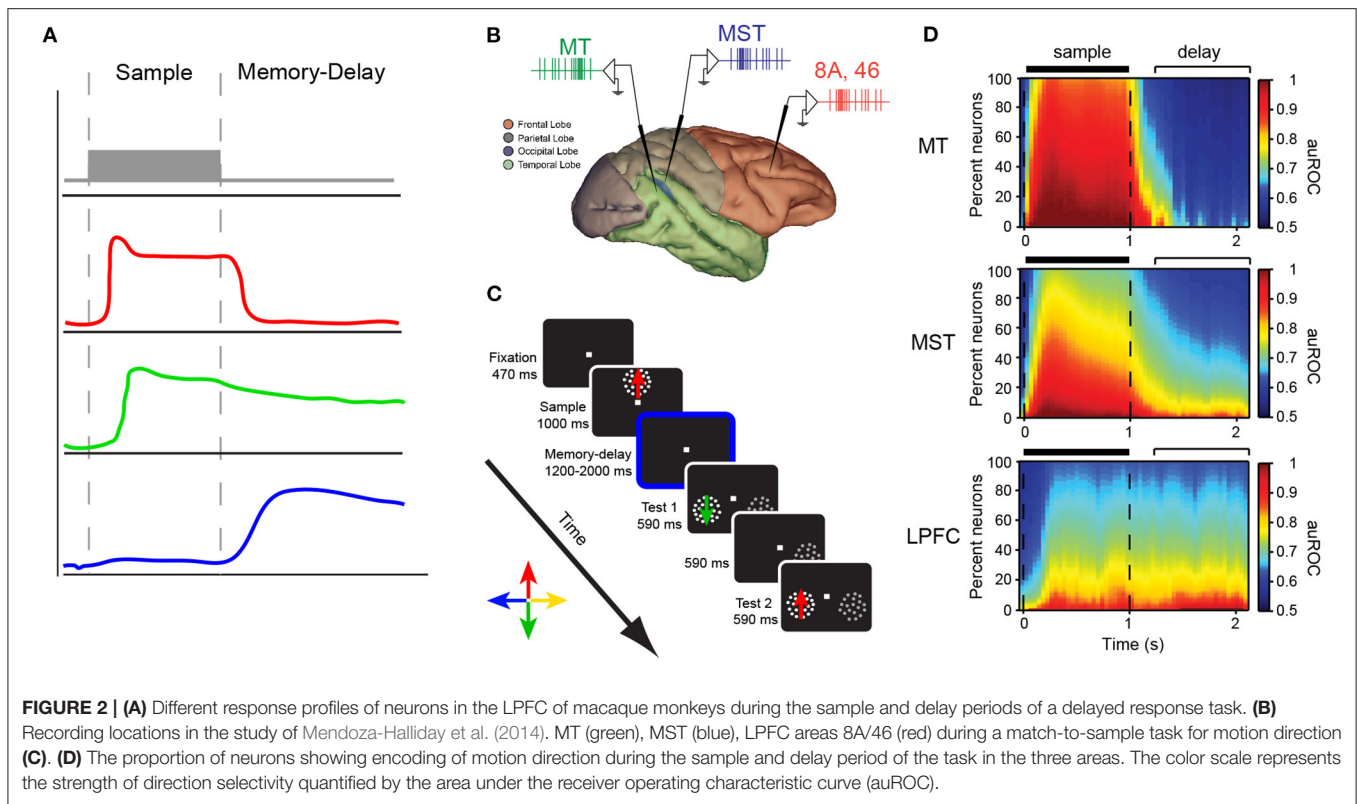 A
Sample
Memory-Delay
B
MT
MST
8A, 46
Frontal Lobe
Parietal Lobe
Occipital Lobe
Temporal Lobe
C
Fixation
470 ms
Sample
1000 ms
Memory-delay
1200-2000 ms
Test 1
590 ms
590 ms
Test 2
590 ms
Time
D
sample
delay
MT
Percent neurons
100
80
60
40
20
0
0
1
2
1
0.9
0.8
0.7
0.6
0.5
auROC
MST
Percent neurons
100
80
60
40
20
0
0
1
2
1
0.9
0.8
0.7
0.6
0.5
auROC
LPFC
Percent neurons
100
80
60
40
20
0
0
1
2
Time (s)
1
0.9
0.8
0.7
0.6
0.5
auROC
FIGURE 2 | (A) Different response profiles of neurons in the LPFC of macaque monkeys during the sample and delay periods of a delayed response task. (B)
Recording locations in the study of Mendoza-Halliday et al. (2014). MT (green), MST (blue), LPFC areas 8A/46 (red) during a match-to-sample task for motion direction
(C). (D) The proportion of neurons showing encoding of motion direction during the sample and delay period of the task in the three areas. The color scale represents
the strength of direction selectivity quantified by the area under the receiver operating characteristic curve (auROC).